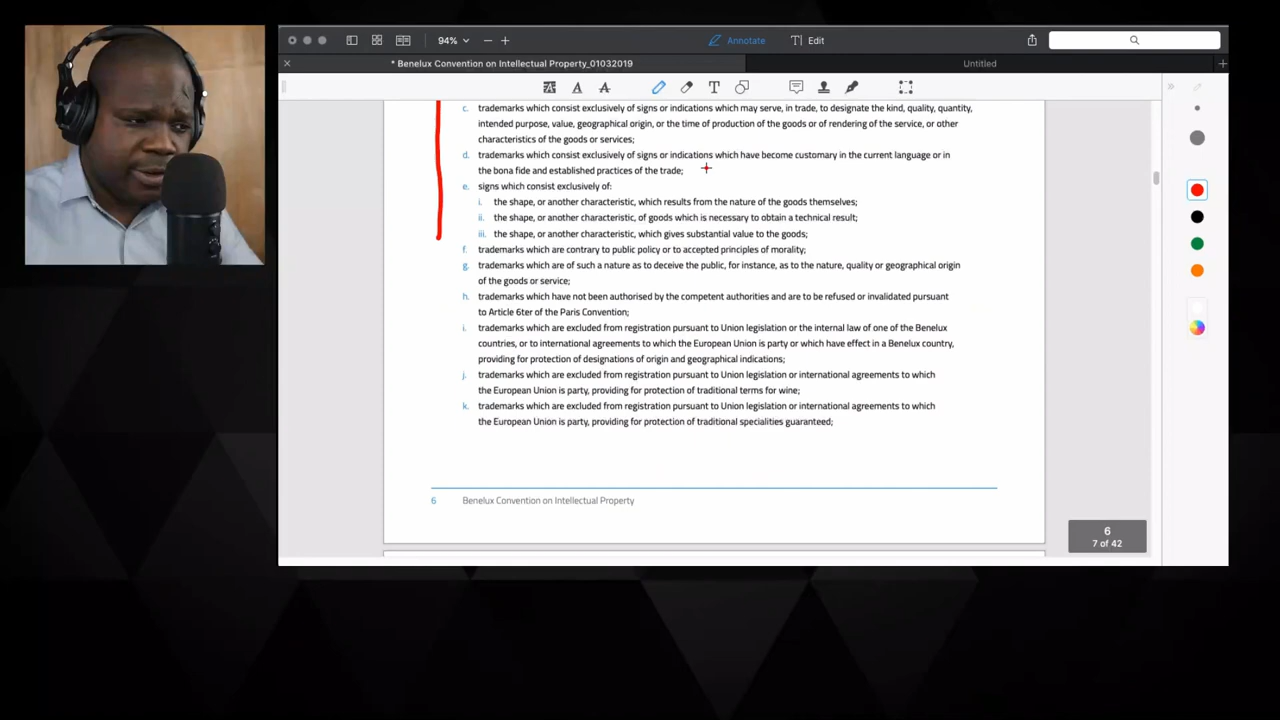 94%
Annotate
Edit
* Benelux Convention on Intellectual Property_01032019
Untitled
c. trademarks which consist exclusively of signs or indications which may serve, in trade, to designate the kind, quality, quantity,
intended purpose, value, geographical origin, or the time of production of the goods or of rendering of the service, or other
characteristics of the goods or services;
d. trademarks which consist exclusively of signs or indications which have become customary in the current language or in
the bona fide and established practices of the trade;
e. signs which consist exclusively of:
i. the shape, or another characteristic, which results from the nature of the goods themselves;
ii. the shape, or another characteristic, of goods which is necessary to obtain a technical result;
iii. the shape, or another characteristic, which gives substantial value to the goods;
f. trademarks which are contrary to public policy or to accepted principles of morality;
g. trademarks which are of such a nature as to deceive the public, for instance, as to the nature, quality or geographical origin
of the goods or service;
h. trademarks which have not been authorised by the competent authorities and are to be refused or invalidated pursuant
to Article 6ter of the Paris Convention;
i. trademarks which are excluded from registration pursuant to Union legislation or the internal law of one of the Benelux
countries, or to international agreements to which the European Union is party or which have effect in a Benelux country,
providing for protection of designations of origin and geographical indications;
j. trademarks which are excluded from registration pursuant to Union legislation or international agreements to which
the European Union is party, providing for protection of traditional terms for wine;
k. trademarks which are excluded from registration pursuant to Union legislation or international agreements to which
the European Union is party, providing for protection of traditional specialities guaranteed;
6 Benelux Convention on Intellectual Property
6
7 of 42